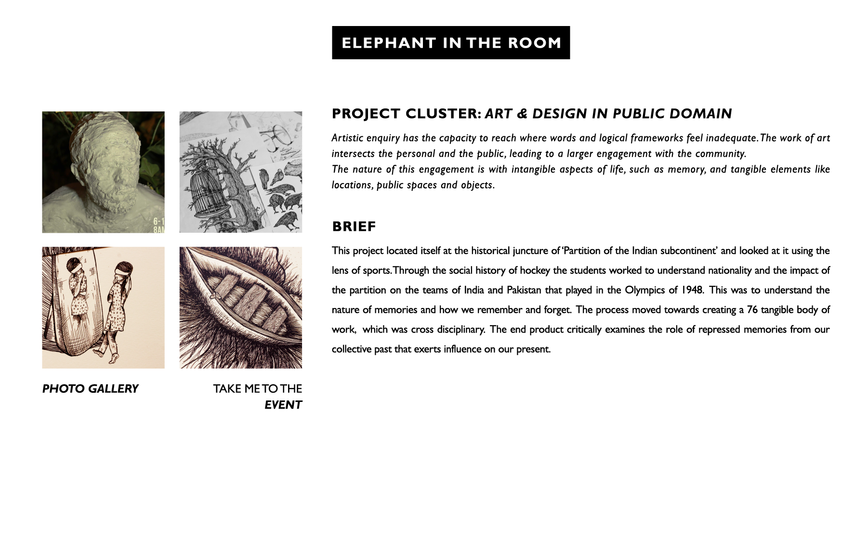 ELEPHANT IN THE ROOM
PROJECT CLUSTER: ART & DESIGN IN PUBLIC DOMAIN
Artistic enquiry has the capacity to reach where words and logical frameworks feel inadequate. The work of art
intersects the personal and the public, leading to a larger engagement with the community.
The nature of this engagement is with intangible aspects of life, such as memory, and tangible elements like
locations, public spaces and objects.
BRIEF
This project located itself at the historical juncture of 'Partition of the Indian subcontinent' and looked at it using the
lens of sports. Through the social history of hockey the students worked to understand nationality and the impact of
the partition on the teams of India and Pakistan that played in the Olympics of 1948. This was to understand the
nature of memories and how we remember and forget. The process moved towards creating a 76 tangible body of
work, which was cross disciplinary. The end product critically examines the role of repressed memories from our
collective past that exerts influence on our present.
6-1
8AM
PHOTO GALLERY
TAKE ME TO THE
EVENT